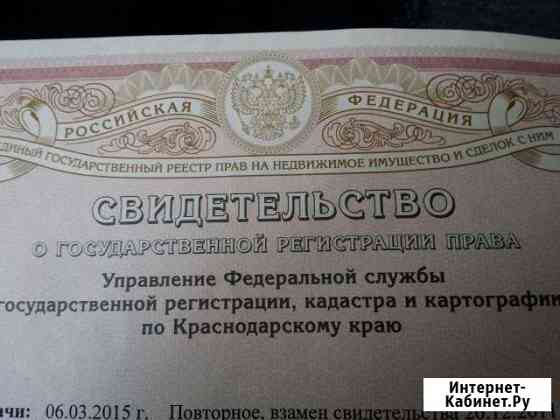 РОССИЙСКАЯ ФЕДЕРАЦИЯ
ЕДИНЫЙ ГОСУДАРСТВЕННЫЙ РЕЕСТР ПРАВ НА НЕДВИЖИМОЕ ИМУЩЕСТВО И СДЕЛОК С НИМ
СВИДЕТЕЛЬСТВО
О ГОСУДАРСТВЕННОЙ РЕГИСТРАЦИИ ПРАВА
Управление Федеральной службы
государственной регистрации, кадастра и картографии
по Краснодарскому краю
ачи: 06.03.2015 г. Повторное, взамен свидетельства
Интернет-
Кабинет.Ру